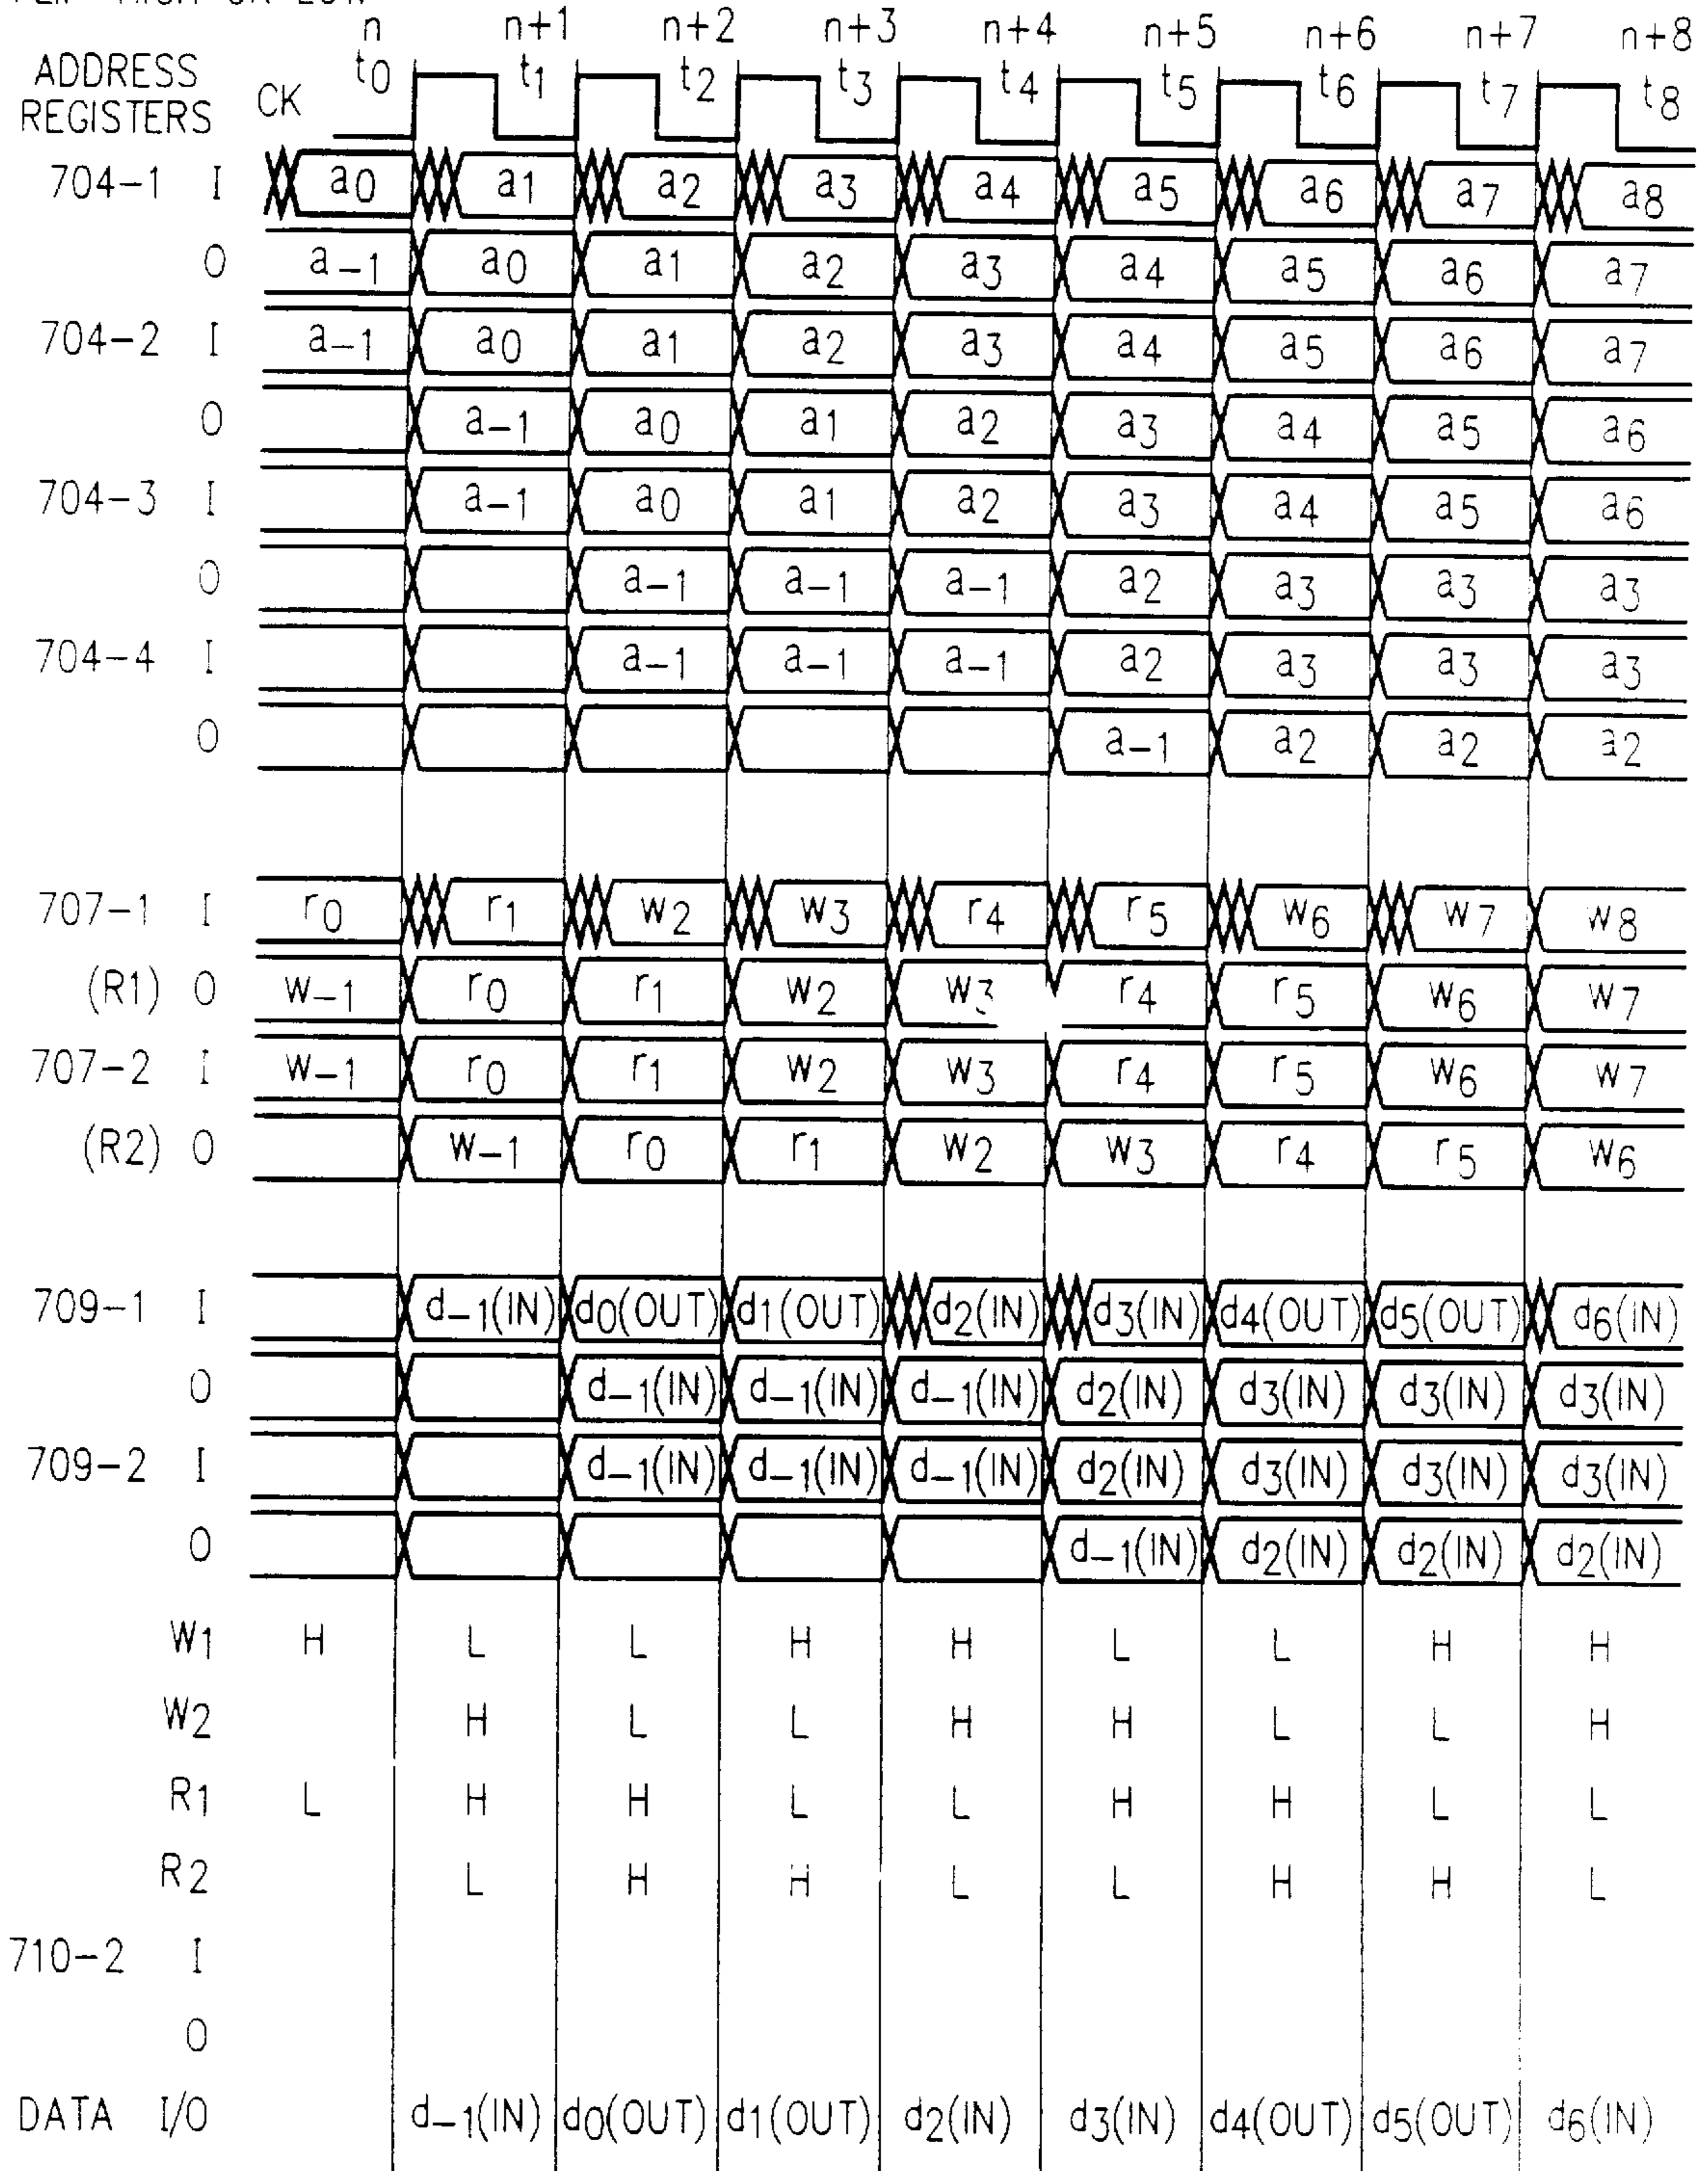 n n+1 n+2 n+3 n+4 n+5 n+6 n+7 n+8
ADDRESS REGISTERS CK t0 t1 t2 t3 t4 t5 t6 t7 t8
704-1 I a0 a1 a2 a3 a4 a5 a6 a7 a8
O a-1 a0 a1 a2 a3 a4 a5 a6 a7
704-2 I a-1 a0 a1 a2 a3 a4 a5 a6 a7
O a-1 a0 a1 a2 a3 a4 a5 a6
704-3 I a-1 a0 a1 a2 a3 a4 a5 a6
O a-1 a-1 a-1 a2 a3 a3 a3
704-4 I a-1 a-1 a-1 a2 a3 a3 a3
O a-1 a2 a2 a2
707-1 I r0 r1 w2 w3 r4 r5 w6 w7 w8
(R1) O w-1 r0 r1 w2 w3 r4 r5 w6 w7
707-2 I w-1 r0 r1 w2 w3 r4 r5 w6 w7
(R2) O w-1 r0 r1 w2 w3 r4 r5 w6
709-1 I d-1(IN) d0(OUT) d1(OUT) d2(IN) d3(IN) d4(OUT) d5(OUT) d6(IN)
O d-1(IN) d-1(IN) d-1(IN) d2(IN) d3(IN) d3(IN) d3(IN)
709-2 I d-1(IN) d-1(IN) d-1(IN) d2(IN) d3(IN) d3(IN) d3(IN)
O d-1(IN) d2(IN) d2(IN) d2(IN)
W1 H L L H H L L H H
W2 H L L H H L L H
R1 L H H L L H H L L
R2 L H H L L H H L
710-2 I
O
DATA I/O d-1(IN) d0(OUT) d1(OUT) d2(IN) d3(IN) d4(OUT) d5(OUT) d6(IN)